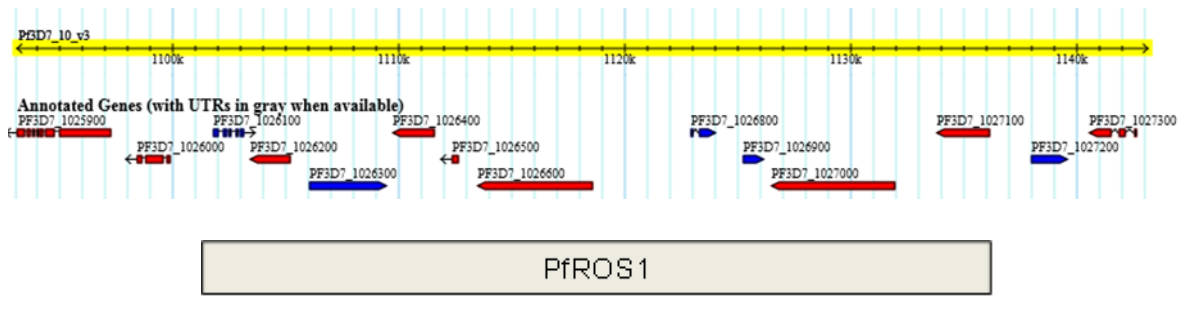 Pf3D7_10_v3
1100k 1110k 1120k 1130k 1140k
Annotated Genes (with UTRs in gray when available)
PF3D7_1025900 PF3D7_1026100 PF3D7_1026400 PF3D7_1026800 PF3D7_1027100 PF3D7_1027300
PF3D7_1026000 PF3D7_1026200 PF3D7_1026500 PF3D7_1026900 PF3D7_1027200
PF3D7_1026300 PF3D7_1026600 PF3D7_1027000
PfROS1